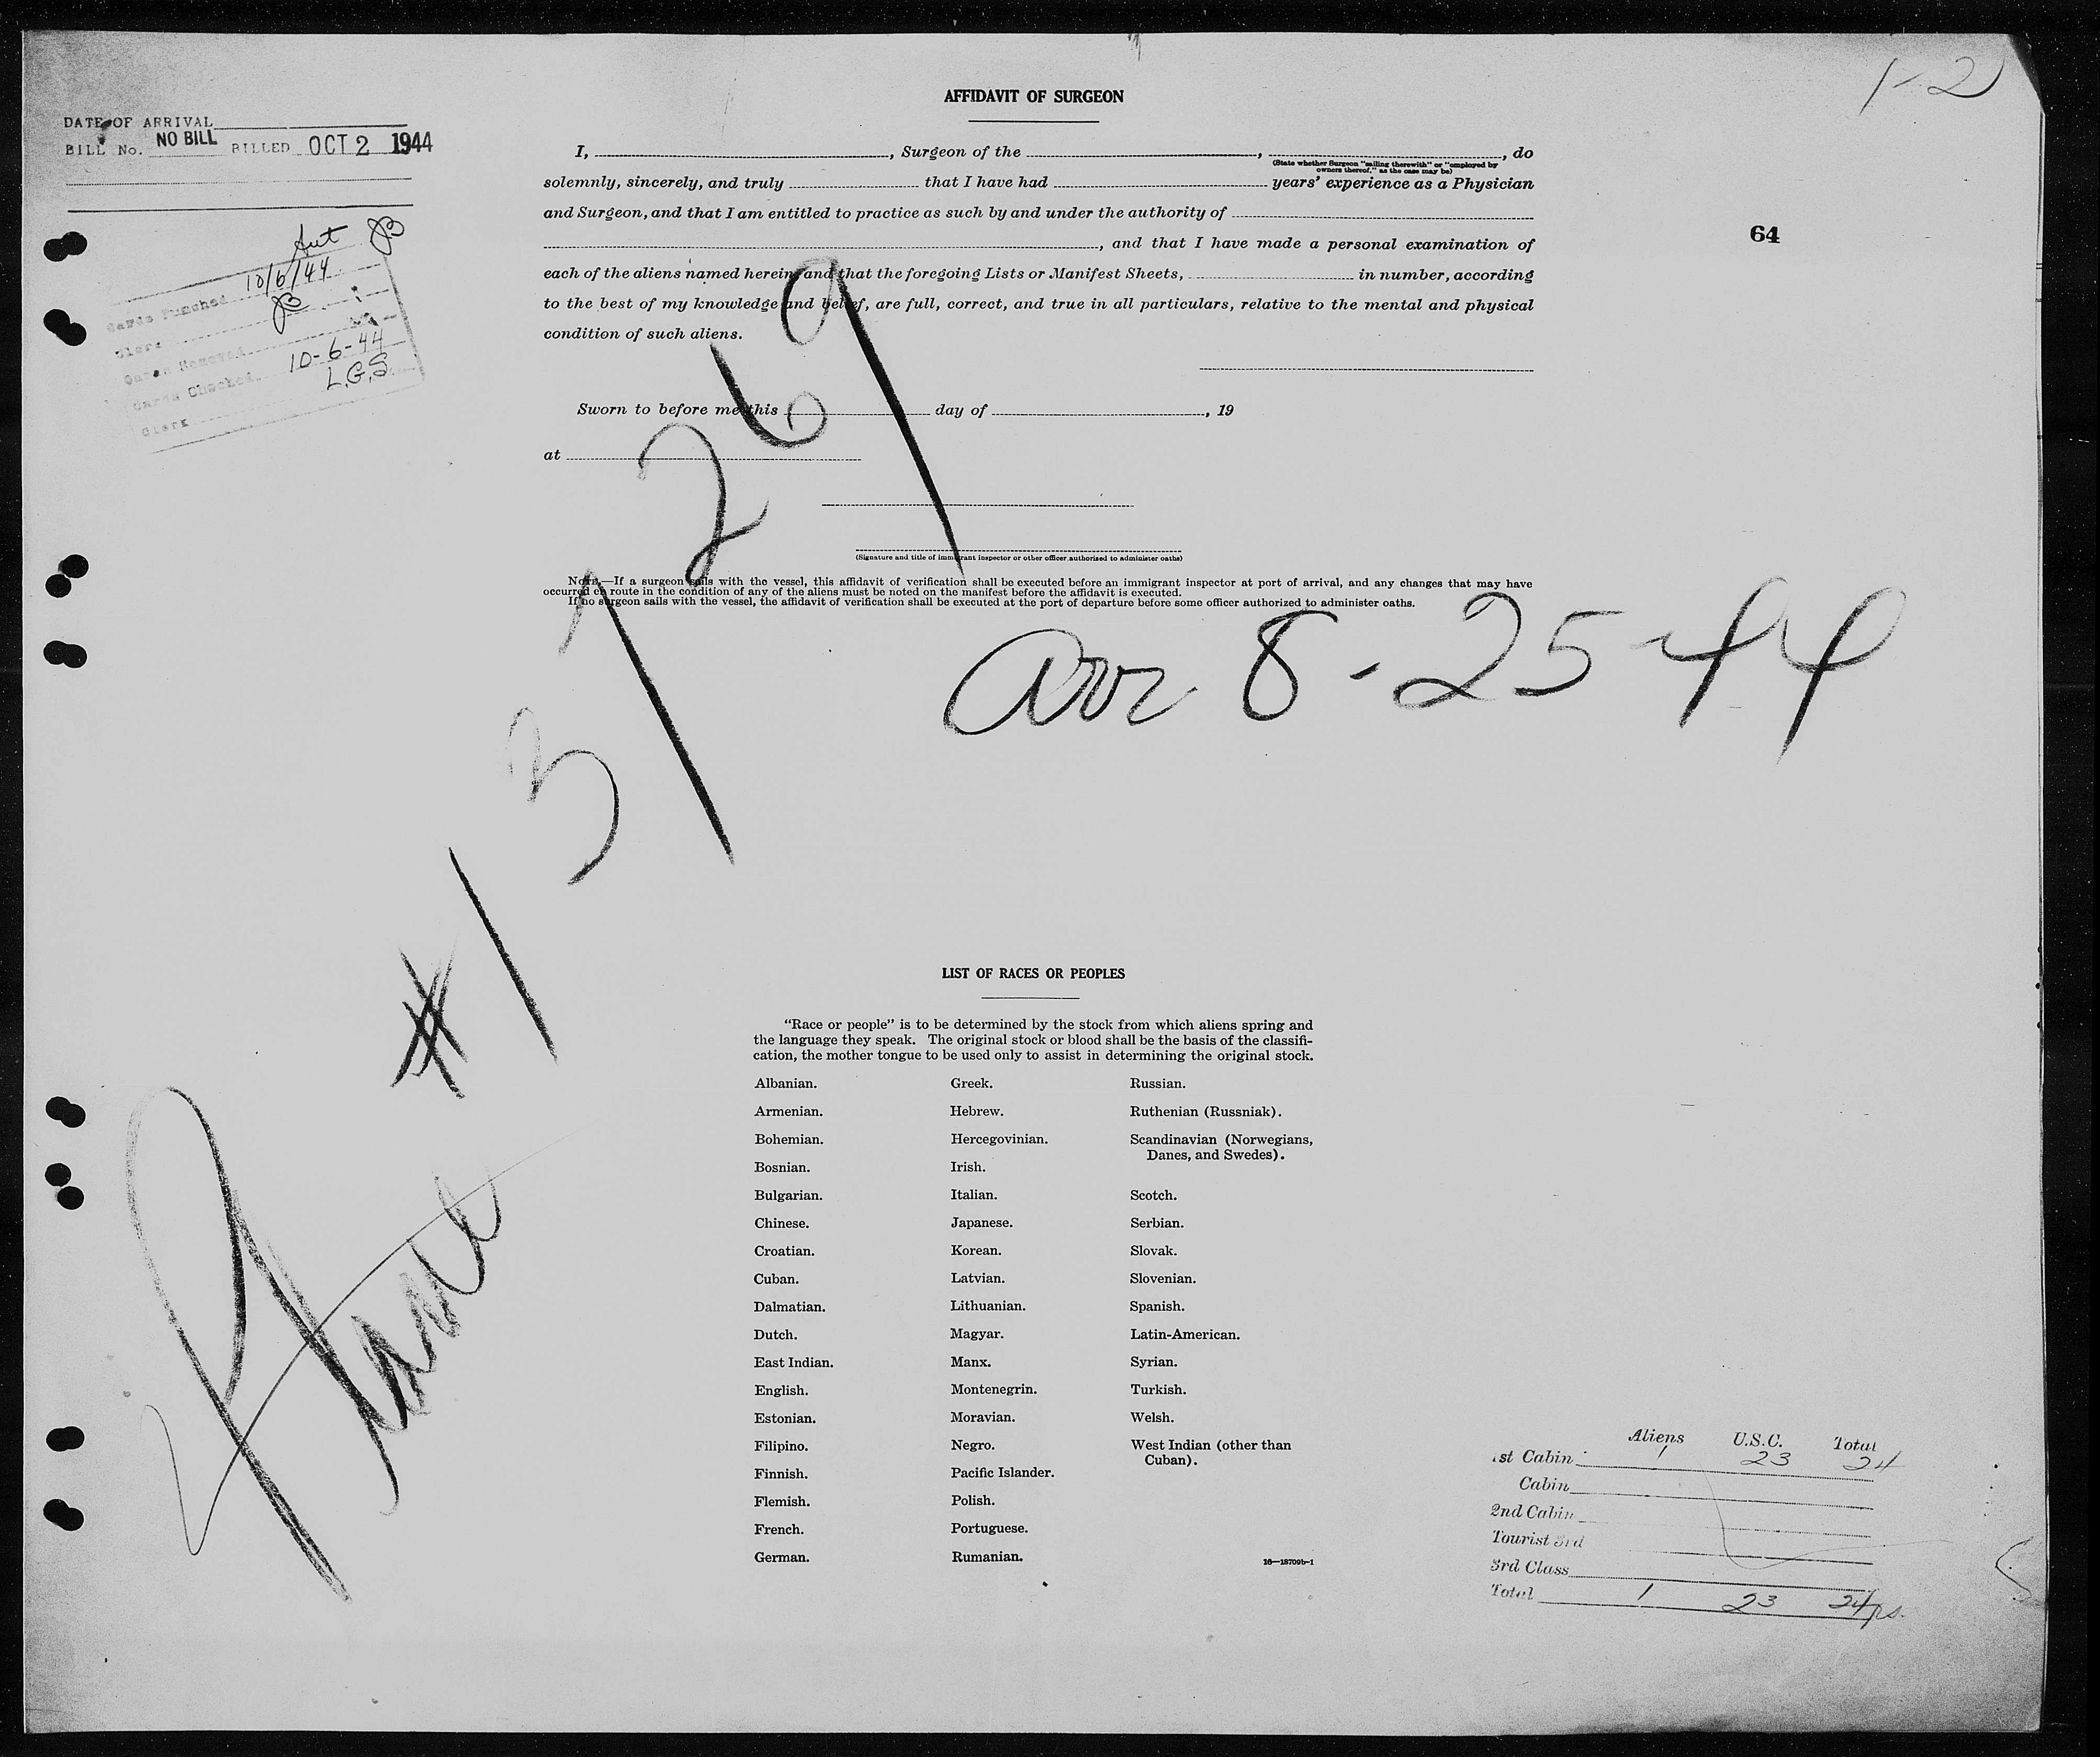 1-2
AFFIDAVIT OF SURGEON
DATE OF ARRIVAL
BILL No. NO BILL BILLED OCT 2 1944
I, , Surgeon of the , , do
(State whether Surgeon "sailing therewith" or "employed by
owners thereof," as the case may be)
solemnly, sincerely, and truly that I have had years' experience as a Physician
and Surgeon, and that I am entitled to practice as such by and under the authority of
, and that I have made a personal examination of
64
each of the aliens named herein, and that the foregoing Lists or Manifest Sheets, in number, according
to the best of my knowledge and belief, are full, correct, and true in all particulars, relative to the mental and physical
condition of such aliens.
Cards Punched 10/6/44
Clerk
Cards Checked 10-6-44
Clerk L.G.S.
Sworn to before me this day of , 19
at
(Signature and title of immigrant inspector or other officer authorized to administer oaths)
NOTE.—If a surgeon sails with the vessel, this affidavit of verification shall be executed before an immigrant inspector at port of arrival, and any changes that may have
occurred en route in the condition of any of the aliens must be noted on the manifest before the affidavit is executed.
If no surgeon sails with the vessel, the affidavit of verification shall be executed at the port of departure before some officer authorized to administer oaths.
arr 8-25-44
Plane #137269
LIST OF RACES OR PEOPLES
"Race or people" is to be determined by the stock from which aliens spring and
the language they speak. The original stock or blood shall be the basis of the classifi-
cation, the mother tongue to be used only to assist in determining the original stock.
Albanian. Greek. Russian.
Armenian. Hebrew. Ruthenian (Russniak).
Bohemian. Hercegovinian. Scandinavian (Norwegians,
Danes, and Swedes).
Bosnian. Irish.
Bulgarian. Italian. Scotch.
Chinese. Japanese. Serbian.
Croatian. Korean. Slovak.
Cuban. Latvian. Slovenian.
Dalmatian. Lithuanian. Spanish.
Dutch. Magyar. Latin-American.
East Indian. Manx. Syrian.
English. Montenegrin. Turkish.
Estonian. Moravian. Welsh.
Filipino. Negro. West Indian (other than
Cuban).
Finnish. Pacific Islander.
Flemish. Polish.
French. Portuguese.
German. Rumanian.
16—18709b-1
Aliens U.S.C. Total
1st Cabin 1 23 24
Cabin
2nd Cabin
Tourist 3rd
3rd Class
Total 1 23 24